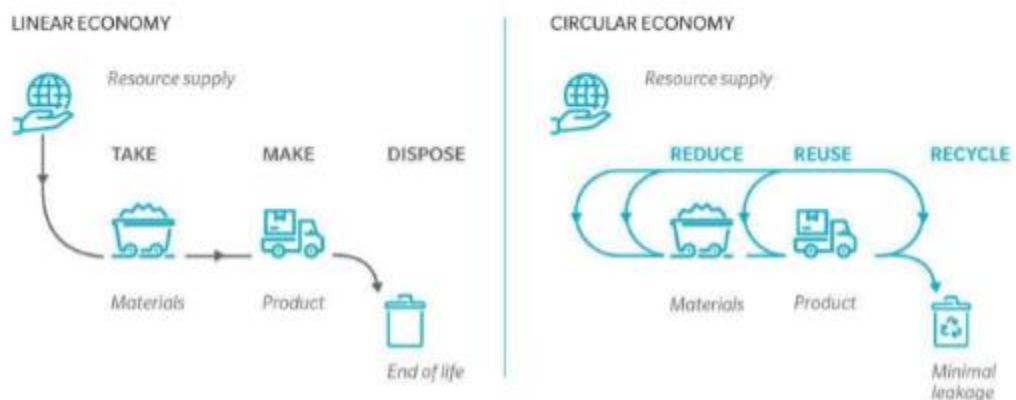 LINEAR ECONOMY
Resource supply
TAKE MAKE DISPOSE
Materials Product
End of life
CIRCULAR ECONOMY
Resource supply
REDUCE REUSE RECYCLE
Materials Product
Minimal
leakage